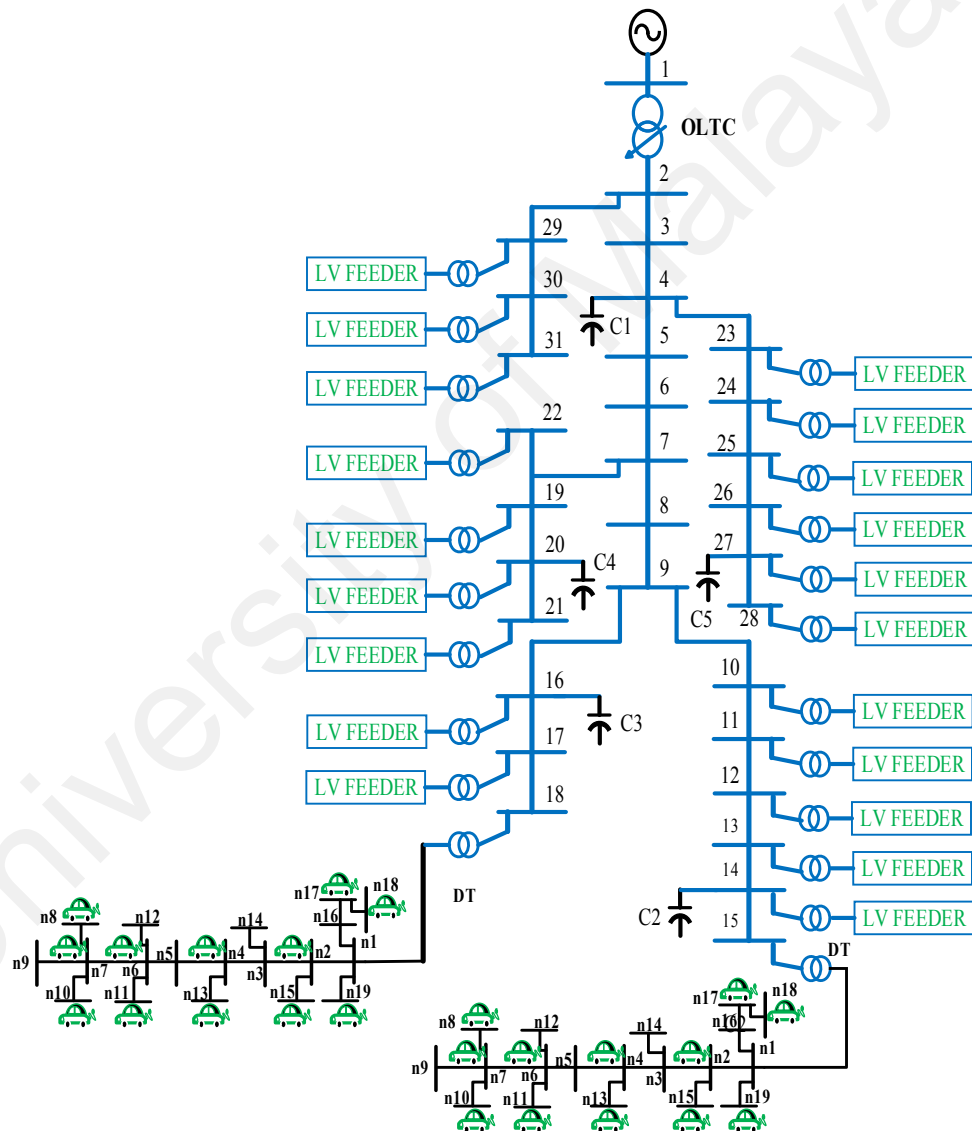 University of Malaya
1
OLTC
2
29
3
LV FEEDER
30
4
LV FEEDER
C1
23
31
5
LV FEEDER
LV FEEDER
24
22
6
LV FEEDER
LV FEEDER
7
25
LV FEEDER
19
8
26
LV FEEDER
LV FEEDER
20
C4
9
27
LV FEEDER
C5
LV FEEDER
21
28
LV FEEDER
LV FEEDER
16
10
LV FEEDER
C3
LV FEEDER
17
11
LV FEEDER
LV FEEDER
18
12
LV FEEDER
13
LV FEEDER
DT
14
C2
LV FEEDER
15
DT
n17
n18
n8
n12
n14
n16
n1
n9
n7
n6
n5
n4
n3
n2
n10
n11
n13
n15
n19
n17
n18
n8
n12
n14
n1
n9
n7
n6
n5
n4
n3
n2
n10
n11
n13
n15
n19